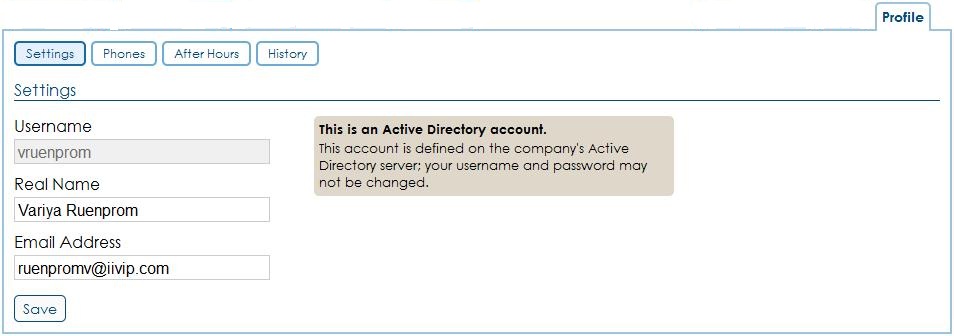 Profile
Settings Phones After Hours History
Settings
Username
vruenprom
Real Name
Variya Ruenprom
Email Address
ruenpromv@iivip.com
Save
This is an Active Directory account.
This account is defined on the company's Active
Directory server; your username and password may
not be changed.